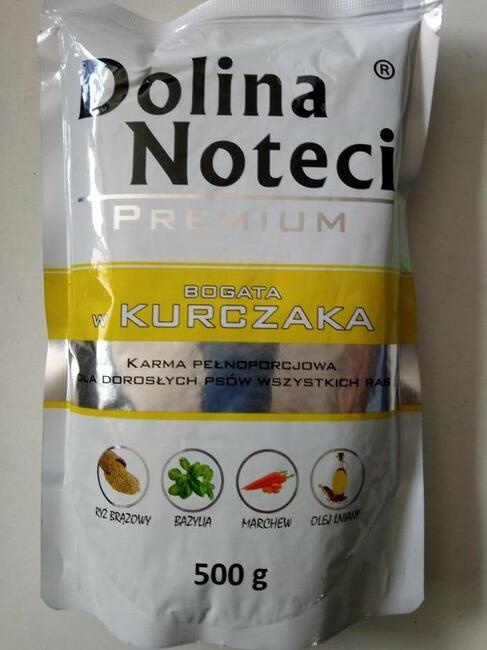 Dolina
Noteci ®
PREMIUM
BOGATA
W KURCZAKA
KARMA PEŁNOPORCJOWA
DLA DOROSŁYCH PSÓW WSZYSTKICH RAS
RYŻ BRĄZOWY
BAZYLIA
MARCHEW
OLEJ LNIANY
500 g